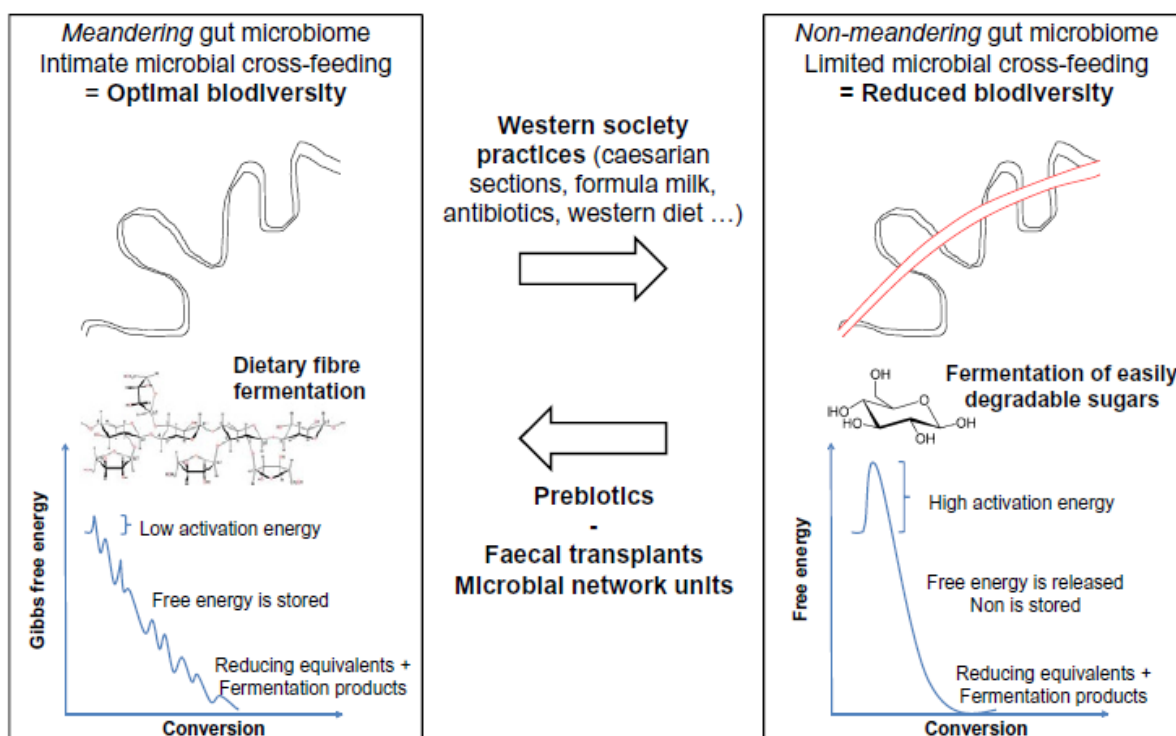 Meandering gut microbiome
Intimate microbial cross-feeding
= Optimal biodiversity
Dietary fibre
fermentation
Gibbs free energy
Low activation energy
Free energy is stored
Reducing equivalents +
Fermentation products
Conversion
Western society
practices (caesarian
sections, formula milk,
antibiotics, western diet ...)
Prebiotics
-
Faecal transplants
Microbial network units
Non-meandering gut microbiome
Limited microbial cross-feeding
= Reduced biodiversity
Fermentation of easily
degradable sugars
OH
HO
HO
O
OH
OH
Free energy
High activation energy
Free energy is released
Non is stored
Reducing equivalents +
Fermentation products
Conversion